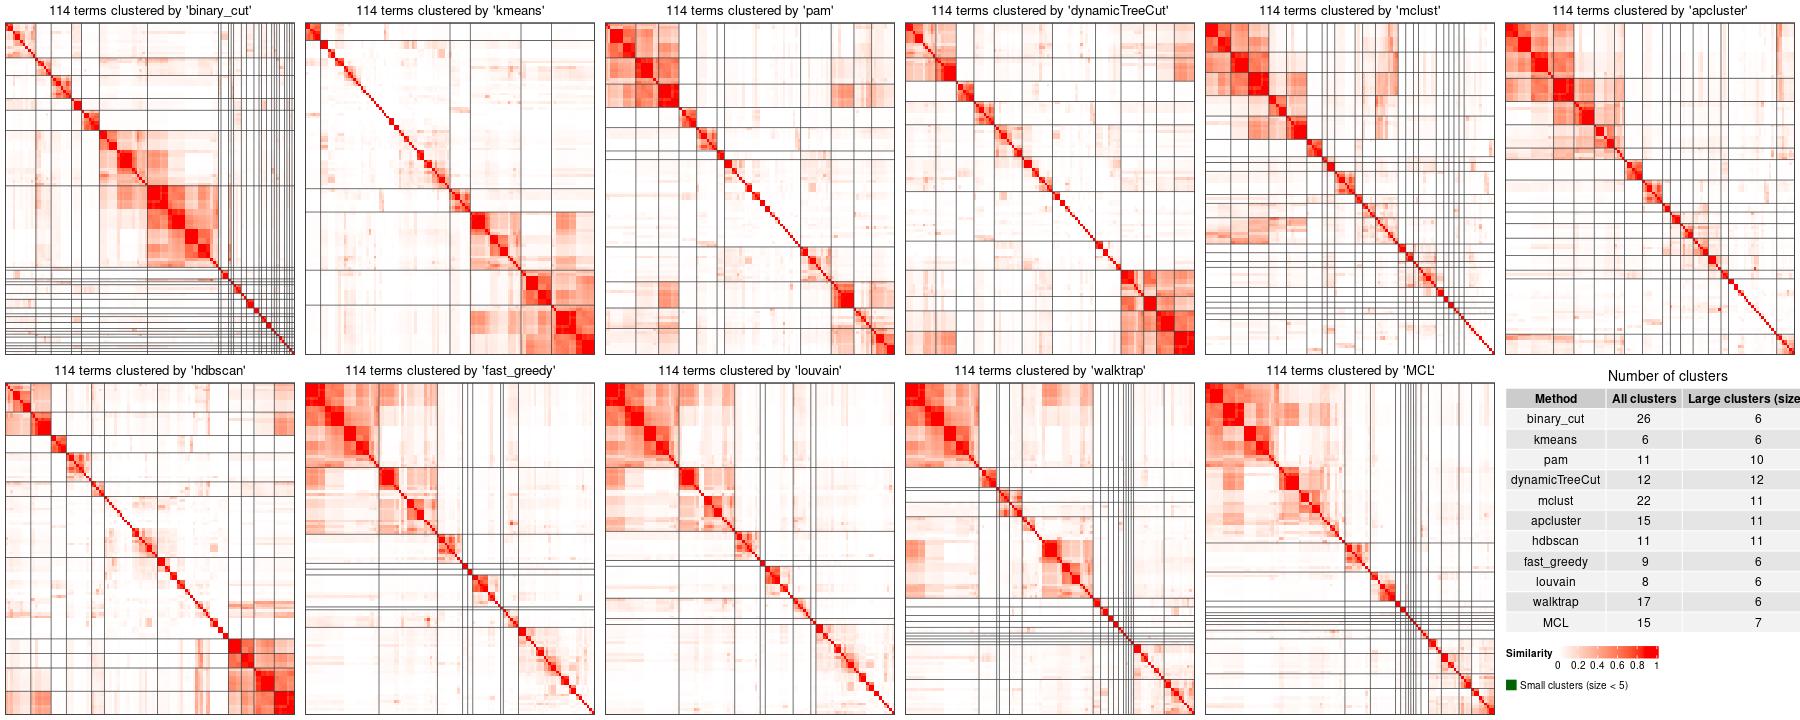 114 terms clustered by 'binary_cut'
114 terms clustered by 'kmeans'
114 terms clustered by 'pam'
114 terms clustered by 'dynamicTreeCut'
114 terms clustered by 'mclust'
114 terms clustered by 'apcluster'
114 terms clustered by 'hdbscan'
114 terms clustered by 'fast_greedy'
114 terms clustered by 'louvain'
114 terms clustered by 'walktrap'
114 terms clustered by 'MCL'
Number of clusters
Method All clusters Large clusters (size
binary_cut 26 6
kmeans 6 6
pam 11 10
dynamicTreeCut 12 12
mclust 22 11
apcluster 15 11
hdbscan 11 11
fast_greedy 9 6
louvain 8 6
walktrap 17 6
MCL 15 7
Similarity
0 0.2 0.4 0.6 0.8 1
Small clusters (size < 5)